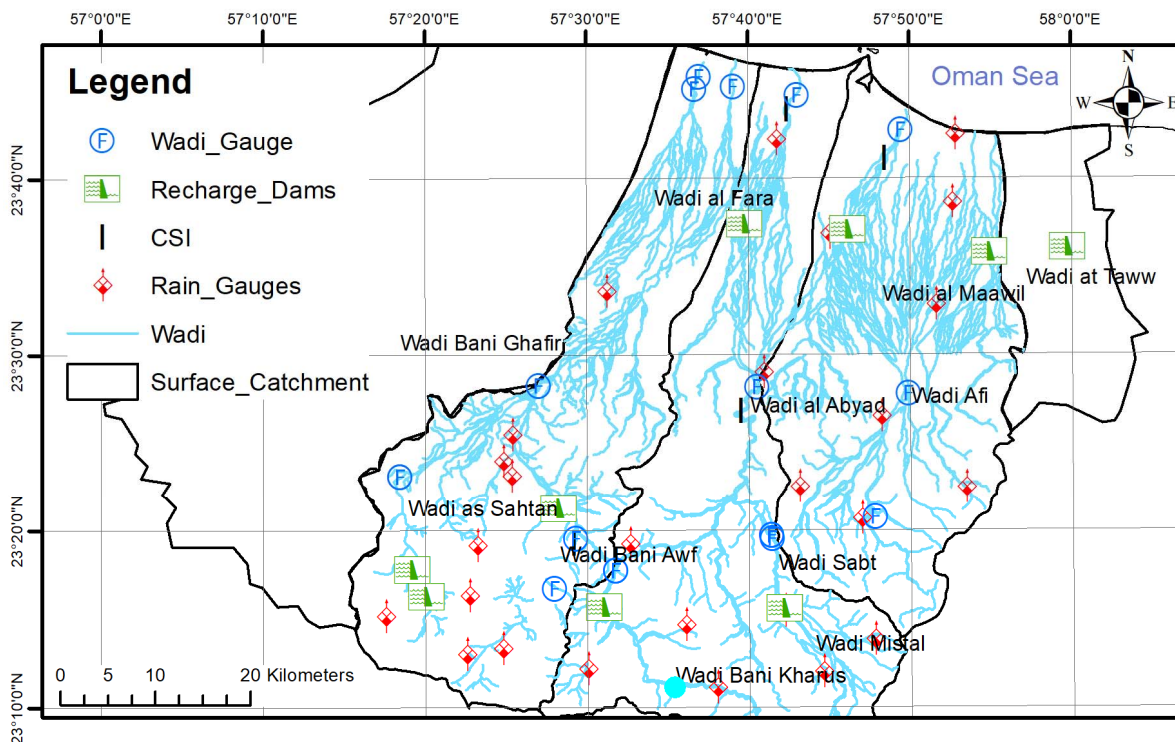 57°0'0"E 57°10'0"E 57°20'0"E 57°30'0"E 57°40'0"E 57°50'0"E 58°0'0"E
Legend
F Wadi_Gauge
Recharge_Dams
CSI
Rain_Gauges
Wadi
Surface_Catchment
Oman Sea
N
W E
S
F
F
F
F
F
23°40'0"N
Wadi al Fara
Wadi at Taww
Wadi al Maawil
23°30'0"N
Wadi Bani Ghafir
F
F
F
Wadi Afi
Wadi al Abyad
F
Wadi as Sahtan
F
23°20'0"N
F
F
Wadi Bani Awf
Wadi Sabt
F
F
Wadi Mistal
Wadi Bani Kharus
0 5 10 20 Kilometers
23°10'0"N